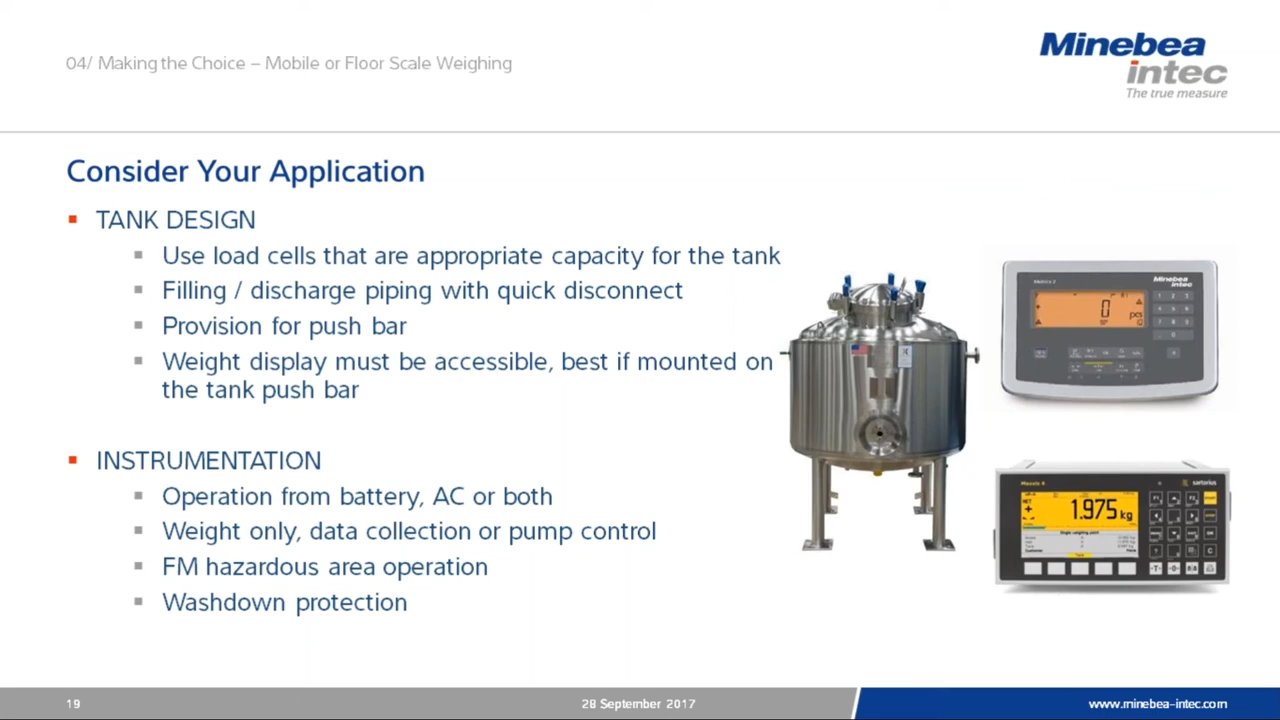 04/ Making the Choice – Mobile or Floor Scale Weighing
Minebea
intec
The true measure
Consider Your Application
TANK DESIGN
Use load cells that are appropriate capacity for the tank
Filling / discharge piping with quick disconnect
Provision for push bar
Weight display must be accessible, best if mounted on
the tank push bar
INSTRUMENTATION
Operation from battery, AC or both
Weight only, data collection or pump control
FM hazardous area operation
Washdown protection
Minebea
intec
0
pcs
sartorius
NET
1.975 kg
19
28 September 2017
www.minebea-intec.com